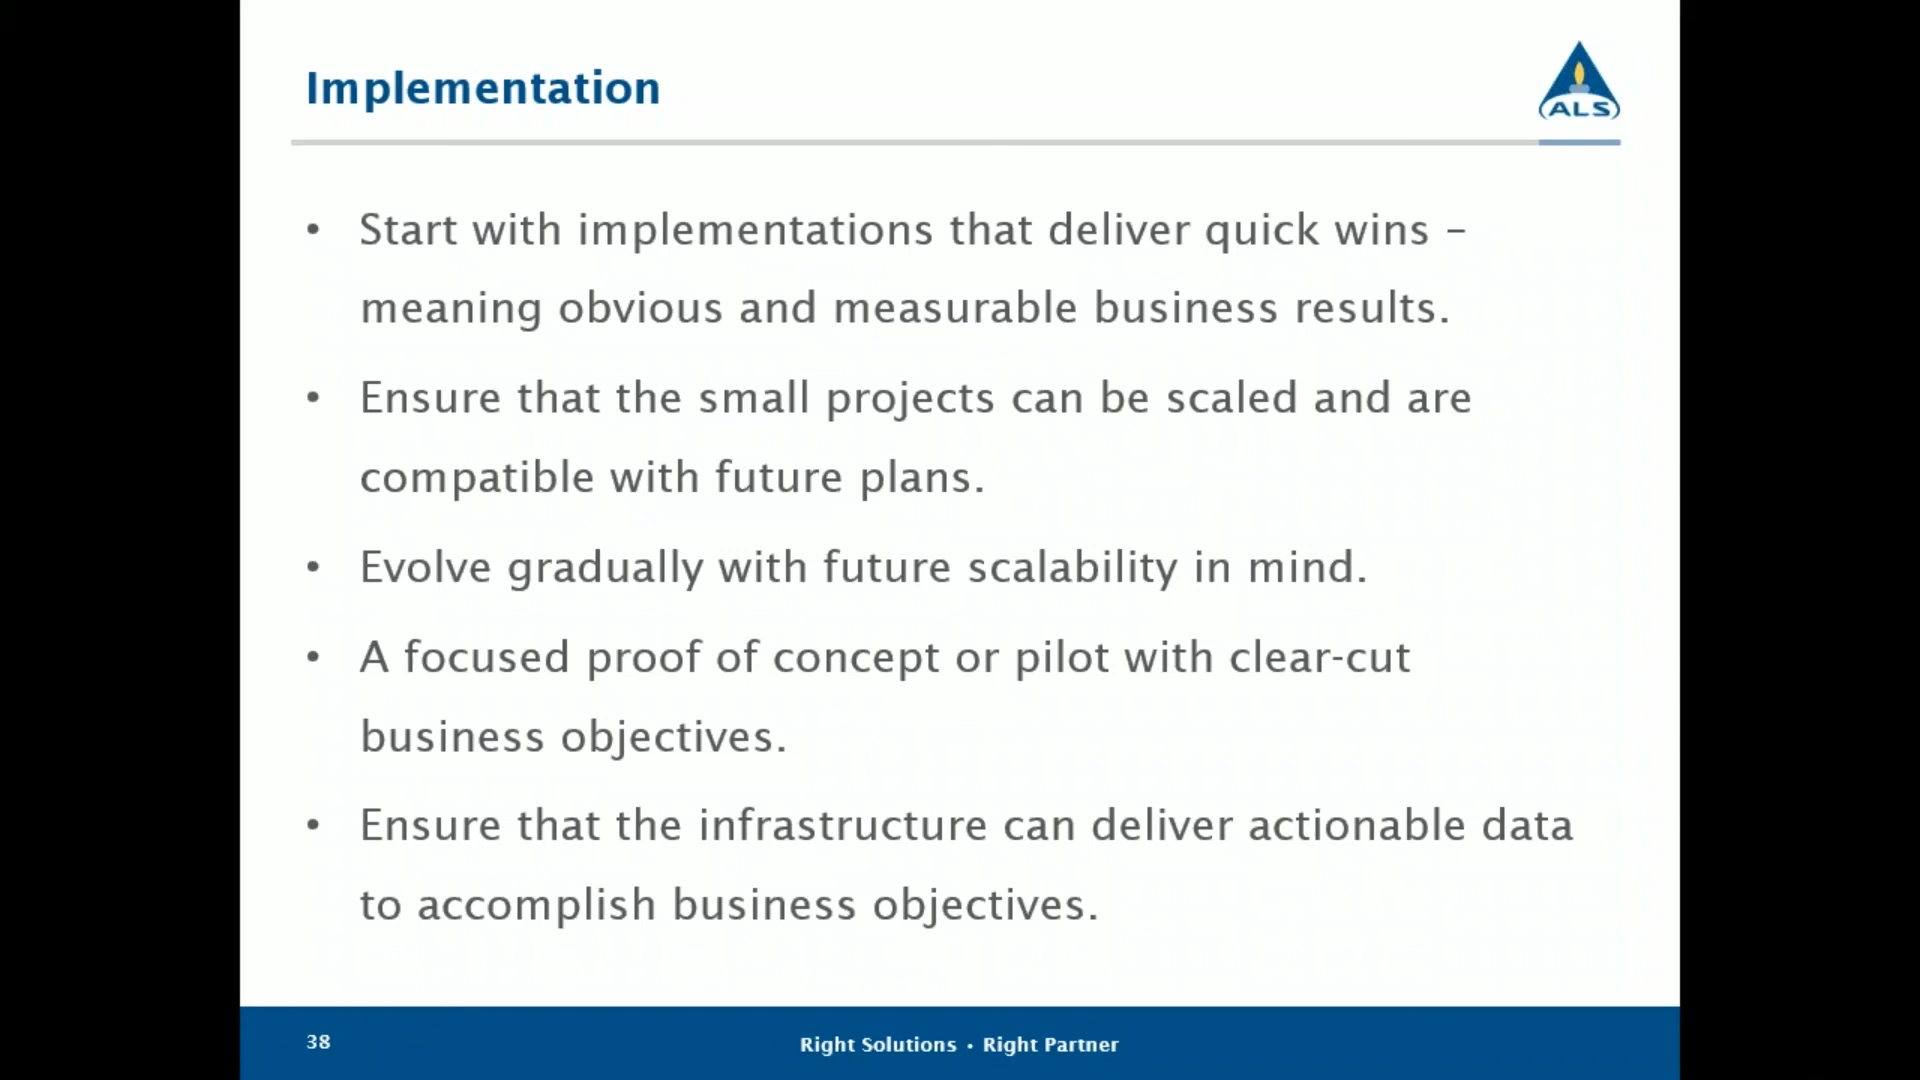 Implementation
ALS
• Start with implementations that deliver quick wins –
meaning obvious and measurable business results.
• Ensure that the small projects can be scaled and are
compatible with future plans.
• Evolve gradually with future scalability in mind.
• A focused proof of concept or pilot with clear-cut
business objectives.
• Ensure that the infrastructure can deliver actionable data
to accomplish business objectives.
38
Right Solutions • Right Partner